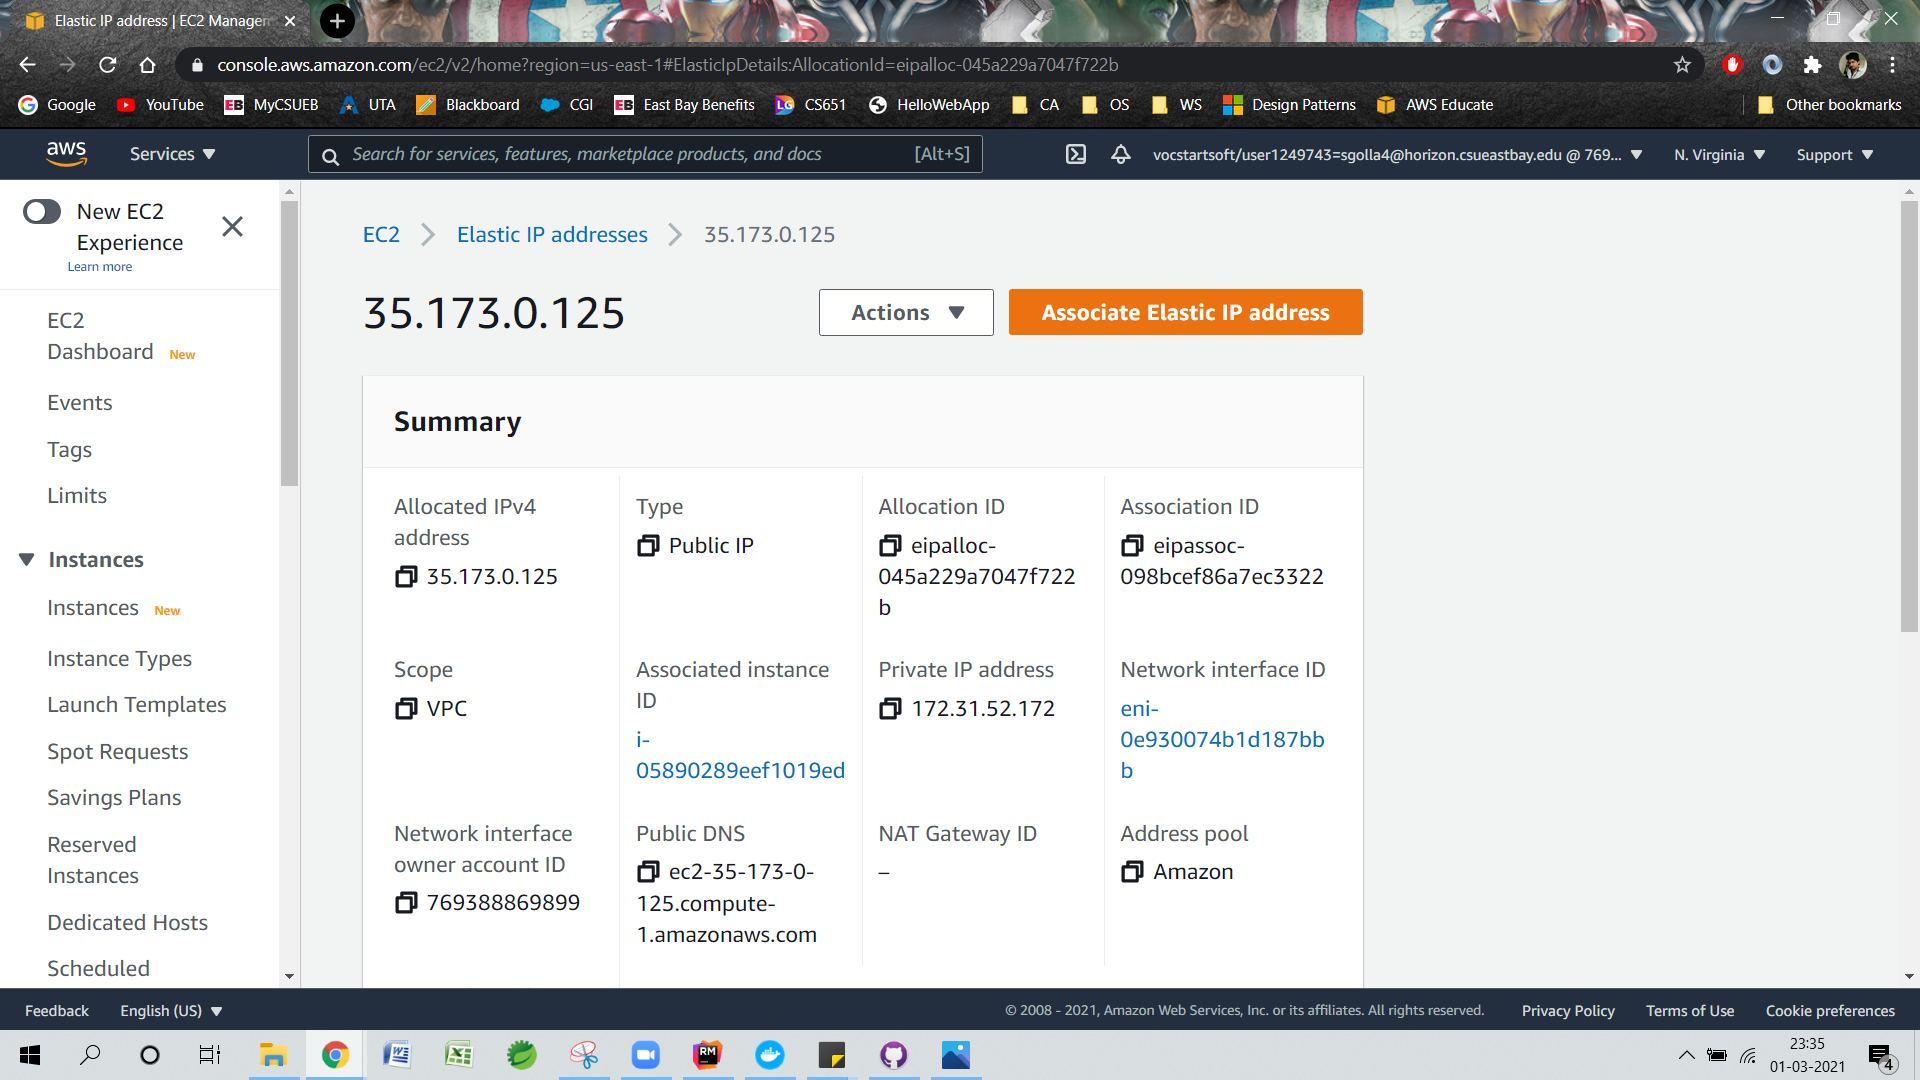 Elastic IP address | EC2 Managem
console.aws.amazon.com/ec2/v2/home?region=us-east-1#ElasticIpDetails:AllocationId=eipalloc-045a229a7047f722b
Google YouTube EB MyCSUEB UTA Blackboard CGI EB East Bay Benefits LG CS651 HelloWebApp CA OS WS Design Patterns AWS Educate Other bookmarks
aws Services Search for services, features, marketplace products, and docs [Alt+S] vocstartsoft/user1249743=sgolla4@horizon.csueastbay.edu @ 769... N. Virginia Support
New EC2
Experience
Learn more
EC2
Dashboard New
Events
Tags
Limits
Instances
Instances New
Instance Types
Launch Templates
Spot Requests
Savings Plans
Reserved
Instances
Dedicated Hosts
Scheduled
EC2 Elastic IP addresses 35.173.0.125
35.173.0.125 Actions Associate Elastic IP address
Summary
Allocated IPv4
address
35.173.0.125
Type
Public IP
Allocation ID
eipalloc-
045a229a7047f722
b
Association ID
eipassoc-
098bcef86a7ec3322
Scope
VPC
Associated instance
ID
i-
05890289eef1019ed
Private IP address
172.31.52.172
Network interface ID
eni-
0e930074b1d187bb
b
Network interface
owner account ID
769388869899
Public DNS
ec2-35-173-0-
125.compute-
1.amazonaws.com
NAT Gateway ID
–
Address pool
Amazon
Feedback English (US) © 2008 - 2021, Amazon Web Services, Inc. or its affiliates. All rights reserved. Privacy Policy Terms of Use Cookie preferences
RM
23:35
01-03-2021
4